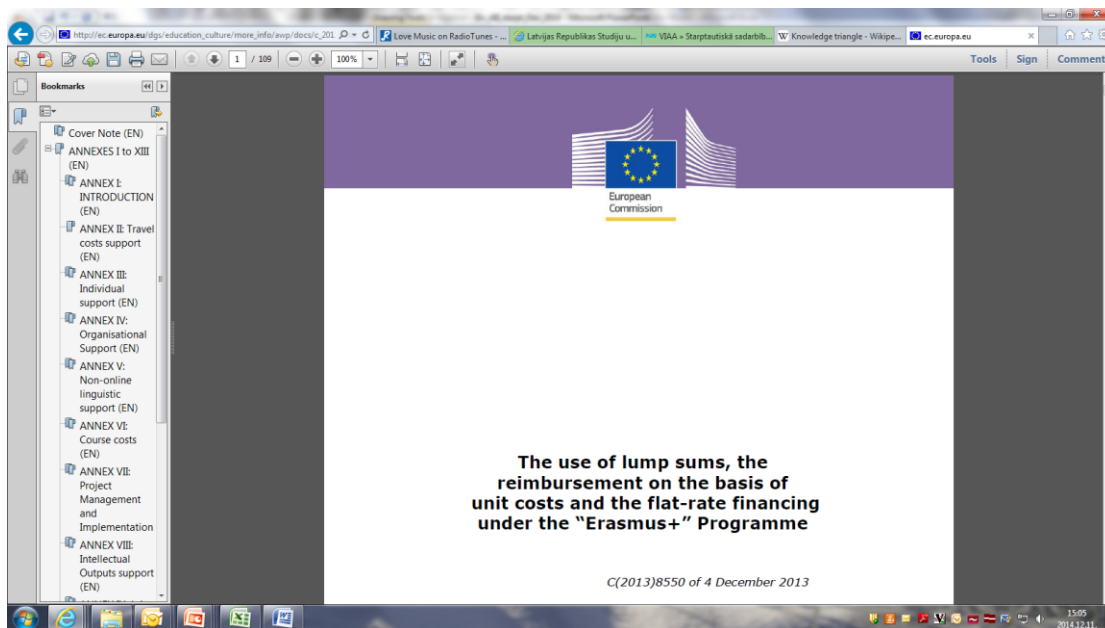 http://ec.europa.eu/dgs/education_culture/more_info/awp/docs/c_201
Love Music on RadioTunes - ...
Latvijas Republikas Studiju u...
VIAA » Starptautiskā sadarbīb...
Knowledge triangle - Wikipe...
ec.europa.eu
1 / 109
100%
Tools Sign Comment
Bookmarks
Cover Note (EN)
ANNEXES I to XIII
(EN)
ANNEX I:
INTRODUCTION
(EN)
ANNEX II: Travel
costs support
(EN)
ANNEX III:
Individual
support (EN)
ANNEX IV:
Organisational
Support (EN)
ANNEX V:
Non-online
linguistic
support (EN)
ANNEX VI:
Course costs
(EN)
ANNEX VII:
Project
Management
and
Implementation
ANNEX VIII:
Intellectual
Outputs support
(EN)
European
Commission
The use of lump sums, the
reimbursement on the basis of
unit costs and the flat-rate financing
under the “Erasmus+” Programme
C(2013)8550 of 4 December 2013
15:05
2014.12.11.